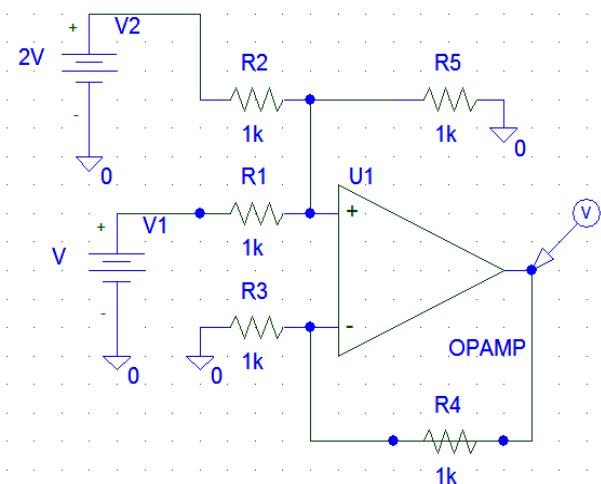 + V2
2V
-
0
R2
1k
R5
1k
0
R1
1k
U1
+
-
V
+ V1
V
-
0
R3
1k
0
OPAMP
R4
1k